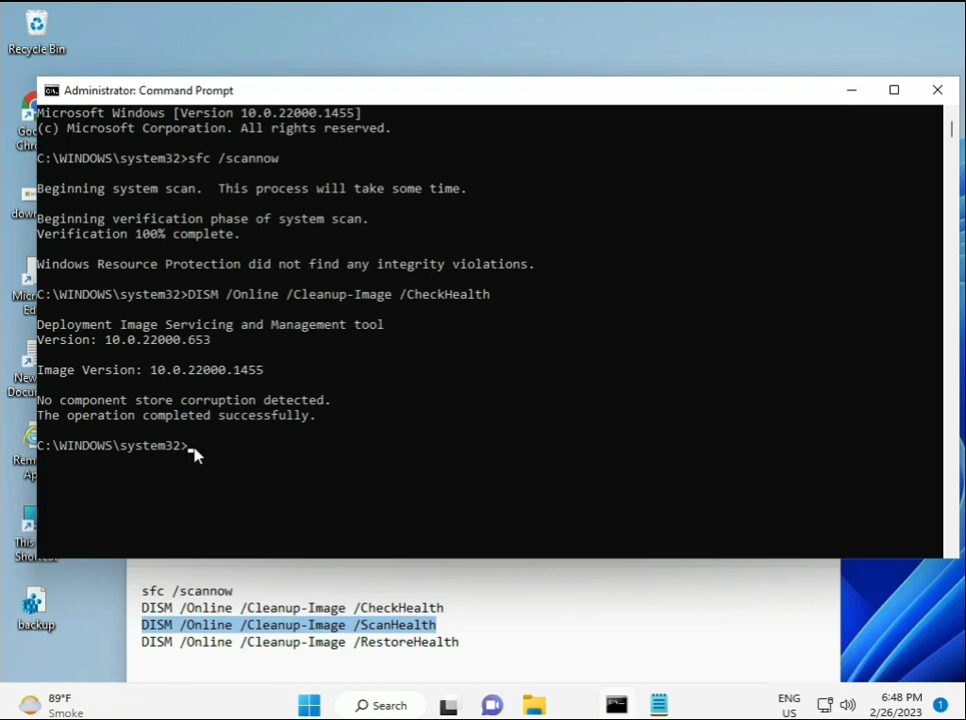 Recycle Bin
Administrator: Command Prompt
Microsoft Windows [Version 10.0.22000.1455]
(c) Microsoft Corporation. All rights reserved.
C:\WINDOWS\system32>sfc /scannow
Beginning system scan.  This process will take some time.
Beginning verification phase of system scan.
Verification 100% complete.
Windows Resource Protection did not find any integrity violations.
C:\WINDOWS\system32>DISM /Online /Cleanup-Image /CheckHealth
Deployment Image Servicing and Management tool
Version: 10.0.22000.653
Image Version: 10.0.22000.1455
No component store corruption detected.
The operation completed successfully.
C:\WINDOWS\system32>
backup
sfc /scannow
DISM /Online /Cleanup-Image /CheckHealth
DISM /Online /Cleanup-Image /ScanHealth
DISM /Online /Cleanup-Image /RestoreHealth
89°F
Smoke
Search
ENG
US
6:48 PM
2/26/2023
1